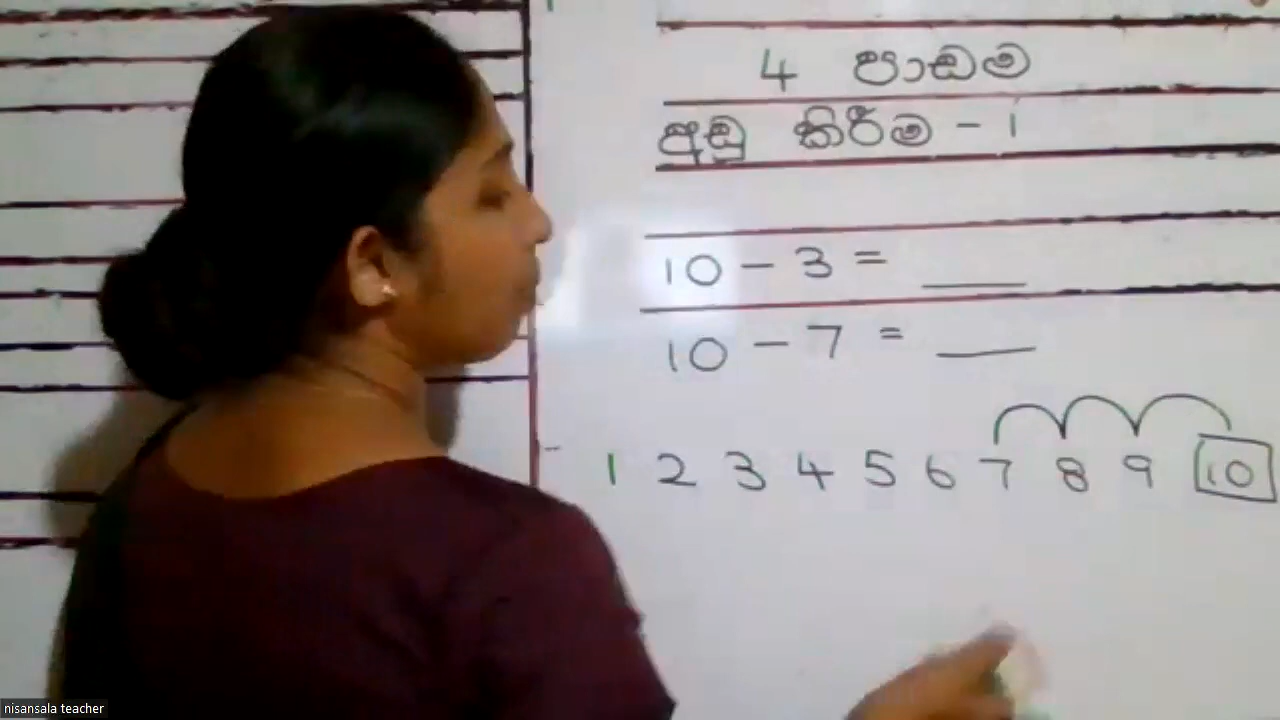 4 පාඩම
අඩු කිරීම - 1
10 - 3 = ___
10 - 7 = ___
1 2 3 4 5 6 7 8 9 10
nisansala teacher